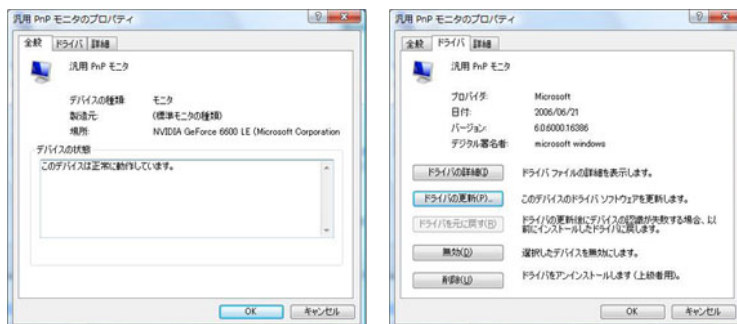 汎用 PnP モニタのプロパティ
全般
ドライバ
詳細
汎用 PnP モニタ
デバイスの種類:
モニタ
製造元:
(標準モニタの種類)
場所:
NVIDIA GeForce 6600 LE (Microsoft Corporation
デバイスの状態
このデバイスは正常に動作しています。
OK
キャンセル
汎用 PnP モニタのプロパティ
全般
ドライバ
詳細
汎用 PnP モニタ
プロバイダ:
Microsoft
日付:
2006/06/21
バージョン:
6.0.6000.16386
デジタル署名者:
microsoft windows
ドライバの詳細(I)
ドライバ ファイルの詳細を表示します。
ドライバの更新(P)...
このデバイスのドライバ ソフトウェアを更新します。
ドライバを元に戻す(R)
ドライバの更新後にデバイスの認識が失敗する場合、以
前にインストールしたドライバに戻します。
無効(D)
選択したデバイスを無効にします。
削除(U)
ドライバをアンインストールします (上級者用)。
OK
キャンセル